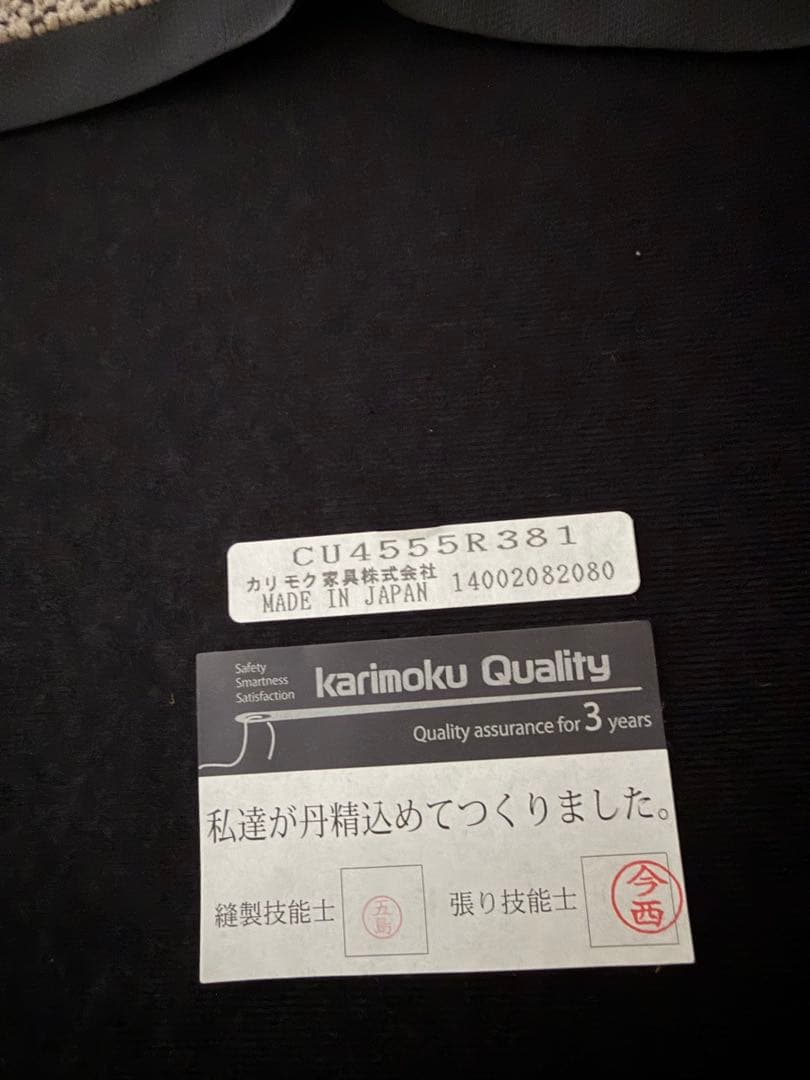 CU4555R381
カリモク家具株式会社
MADE IN JAPAN 14002082080
Safety
Smartness
Satisfaction
karimoku Quality
Quality assurance for 3 years
私達が丹精込めてつくりました。
縫製技能士 五島 張り技能士 今西